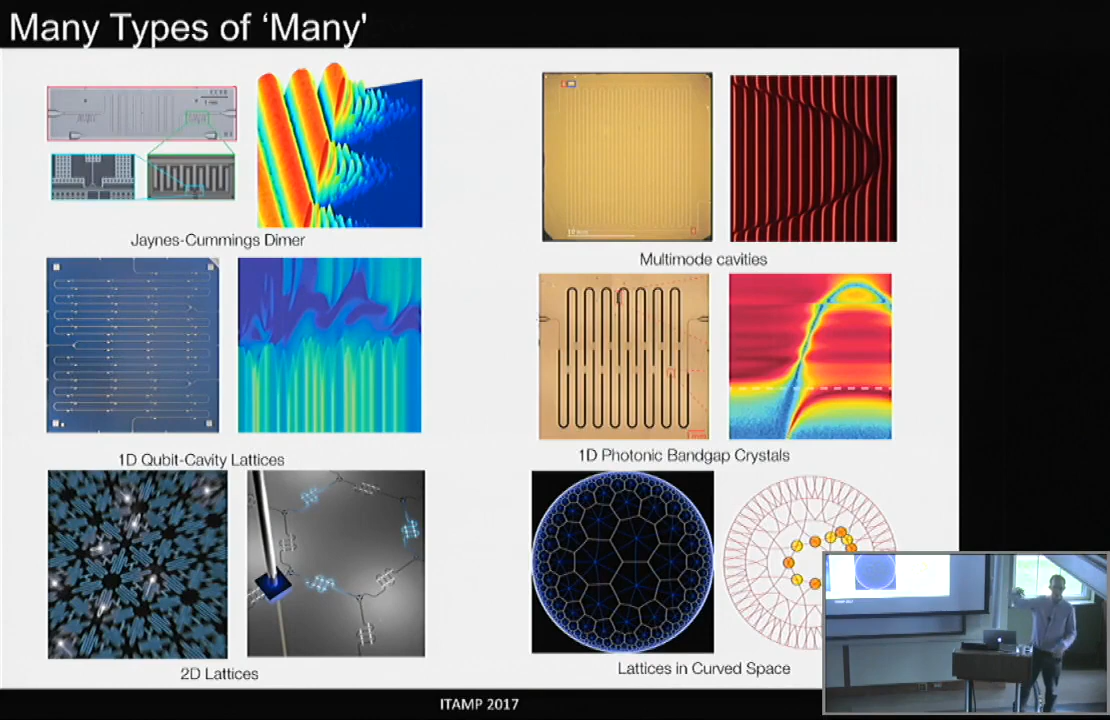 Many Types of ‘Many'
Jaynes-Cummings Dimer
Multimode cavities
1D Qubit-Cavity Lattices
1D Photonic Bandgap Crystals
2D Lattices
Lattices in Curved Space
ITAMP 2017